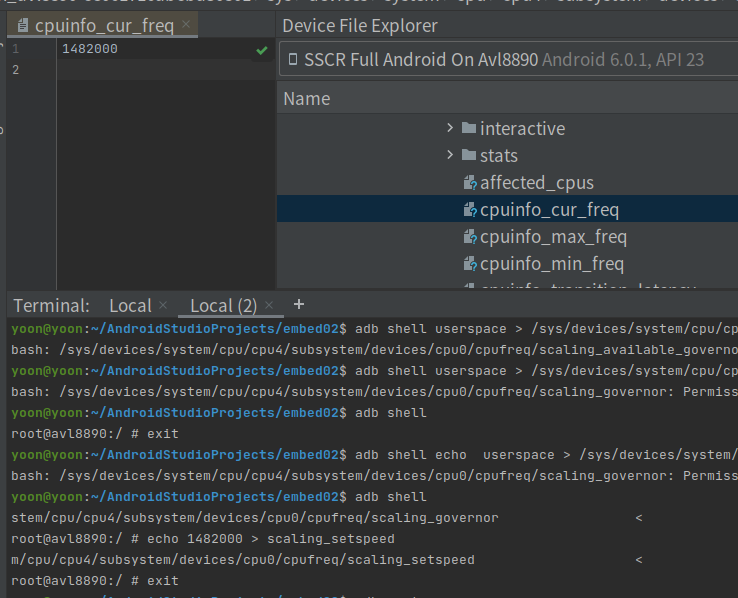 cpuinfo_cur_freq
1 1482000
2
Device File Explorer
SSCR Full Android On Avl8890 Android 6.0.1, API 23
Name
interactive
stats
affected_cpus
cpuinfo_cur_freq
cpuinfo_max_freq
cpuinfo_min_freq
Terminal: Local × Local (2) × +
yoon@yoon:~/AndroidStudioProjects/embed02$ adb shell userspace > /sys/devices/system/cpu/cp
bash: /sys/devices/system/cpu/cpu4/subsystem/devices/cpu0/cpufreq/scaling_available_governo
yoon@yoon:~/AndroidStudioProjects/embed02$ adb shell userspace > /sys/devices/system/cpu/cp
bash: /sys/devices/system/cpu/cpu4/subsystem/devices/cpu0/cpufreq/scaling_governor: Permiss
yoon@yoon:~/AndroidStudioProjects/embed02$ adb shell
root@avl8890:/ # exit
yoon@yoon:~/AndroidStudioProjects/embed02$ adb shell echo  userspace > /sys/devices/system/
bash: /sys/devices/system/cpu/cpu4/subsystem/devices/cpu0/cpufreq/scaling_governor: Permiss
yoon@yoon:~/AndroidStudioProjects/embed02$ adb shell
stem/cpu/cpu4/subsystem/devices/cpu0/cpufreq/scaling_governor <
root@avl8890:/ # echo 1482000 > scaling_setspeed
m/cpu/cpu4/subsystem/devices/cpu0/cpufreq/scaling_setspeed <
root@avl8890:/ # exit